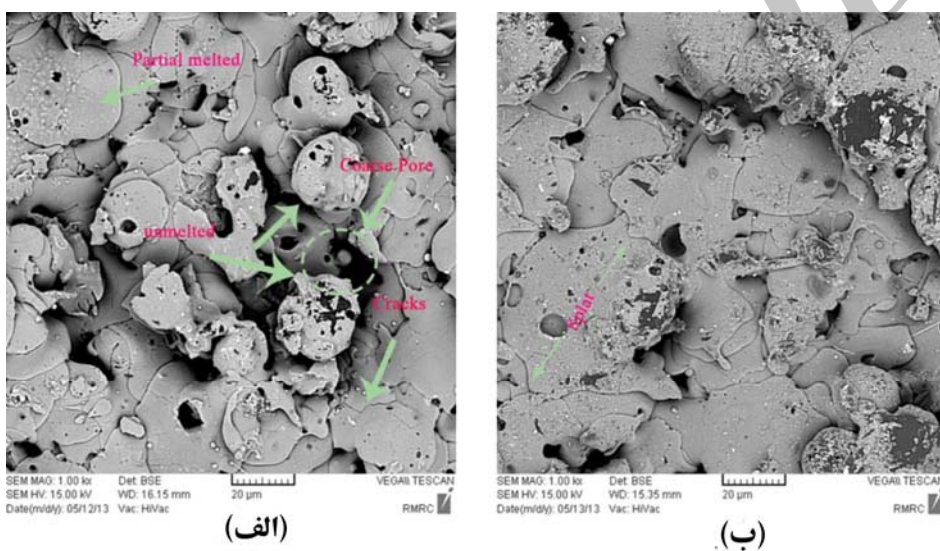 Partial melted
Coarse Pore
unmelted
Cracks
SEM MAG: 1.00 kx Det: BSE VEGA\\ TESCAN
SEM HV: 15.00 kV WD: 16.15 mm 20 µm
Date(m/d/y): 05/12/13 Vac: HiVac RMRC
(الف)
Splat
SEM MAG: 1.00 kx Det: BSE VEGA\\ TESCAN
SEM HV: 15.00 kV WD: 15.35 mm 20 µm
Date(m/d/y): 05/13/13 Vac: HiVac RMRC
(ب)